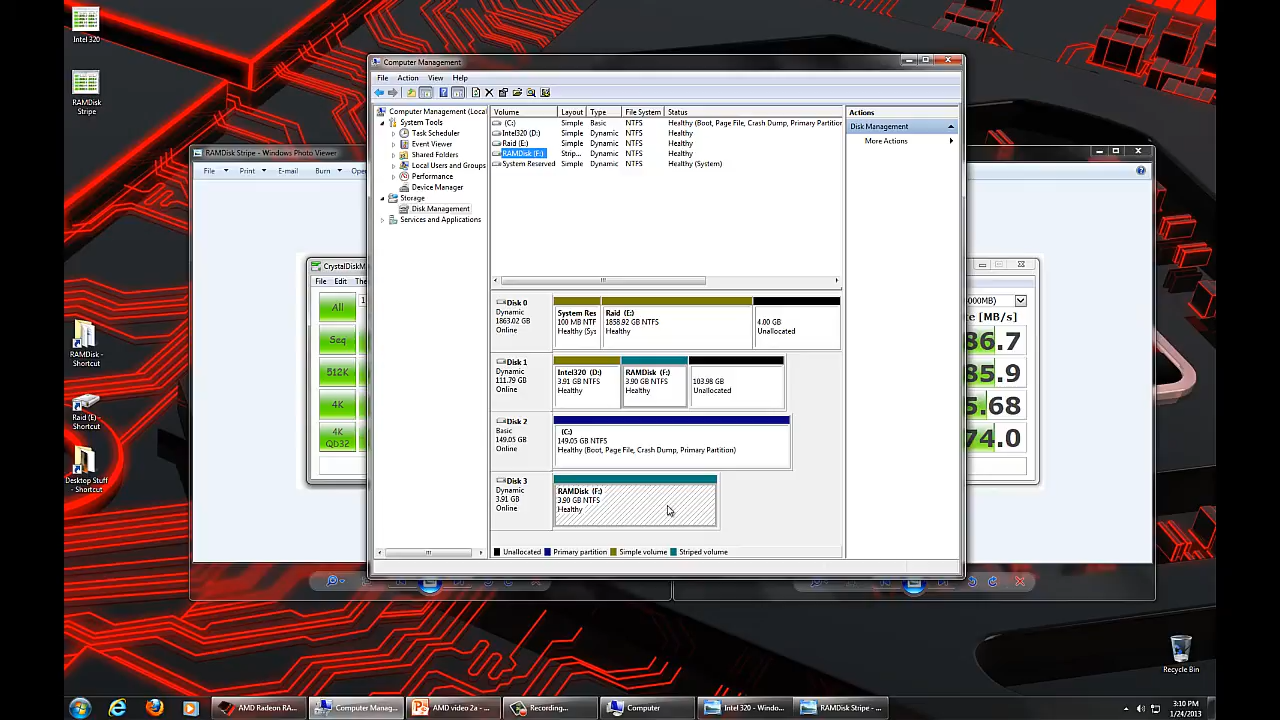 Intel 320
RAMDisk
Stripe
RAMDisk -
Shortcut
Raid (E) -
Shortcut
Desktop Stuff
- Shortcut
Recycle Bin
RAMDisk Stripe - Windows Photo Viewer
File Print E-mail Burn
File Edit
All
Seq
512K
4K
4K
QD32
Computer Management
File Action View Help
Computer Management (Local
System Tools
Task Scheduler
Event Viewer
Shared Folders
Local Users and Groups
Performance
Device Manager
Storage
Disk Management
Services and Applications
Volume Layout Type File System Status
(C:) Simple Basic NTFS Healthy (Boot, Page File, Crash Dump, Primary Partition
Intel320 (D:) Simple Dynamic NTFS Healthy
Raid (E:) Simple Dynamic NTFS Healthy
RAMDisk (F:) Strip... Dynamic NTFS Healthy
System Reserved Simple Dynamic NTFS Healthy (System)
Actions
Disk Management
More Actions
Disk 0
Dynamic
1863.02 GB
Online
System Res
100 MB NTF
Healthy (Sys
Raid (E:)
1858.92 GB NTFS
Healthy
4.00 GB
Unallocated
Disk 1
Dynamic
111.79 GB
Online
Intel320 (D:)
3.91 GB NTFS
Healthy
RAMDisk (F:)
3.90 GB NTFS
Healthy
103.98 GB
Unallocated
Disk 2
Basic
149.05 GB
Online
(C:)
149.05 GB NTFS
Healthy (Boot, Page File, Crash Dump, Primary Partition)
Disk 3
Dynamic
3.91 GB
Online
RAMDisk (F:)
3.90 GB NTFS
Healthy
Unallocated Primary partition Simple volume Striped volume
000MB)
te [MB/s]
86.7
85.9
5.68
74.0
AMD Radeon RA...
Computer Manag...
AMD video 2a - ...
Recording...
Computer
Intel 320 - Windo...
RAMDisk Stripe - ...
3:10 PM
1/24/2013